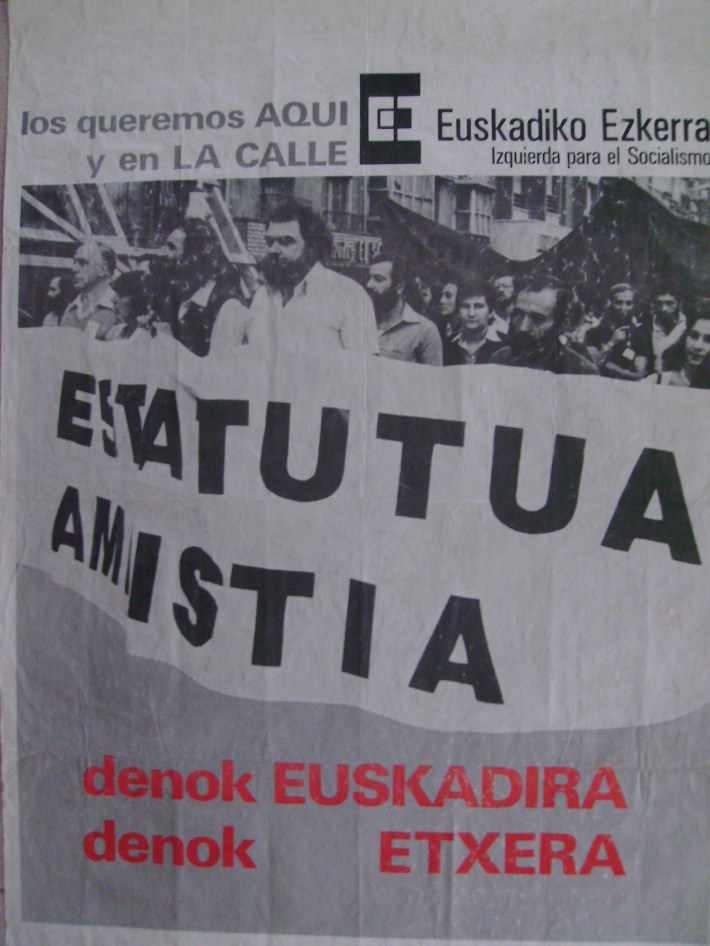 los queremos AQUI
y en LA CALLE
Euskadiko Ezkerra
Izquierda para el Socialismo
ESTATUTUA
AMNISTIA
denok EUSKADIRA
denok ETXERA